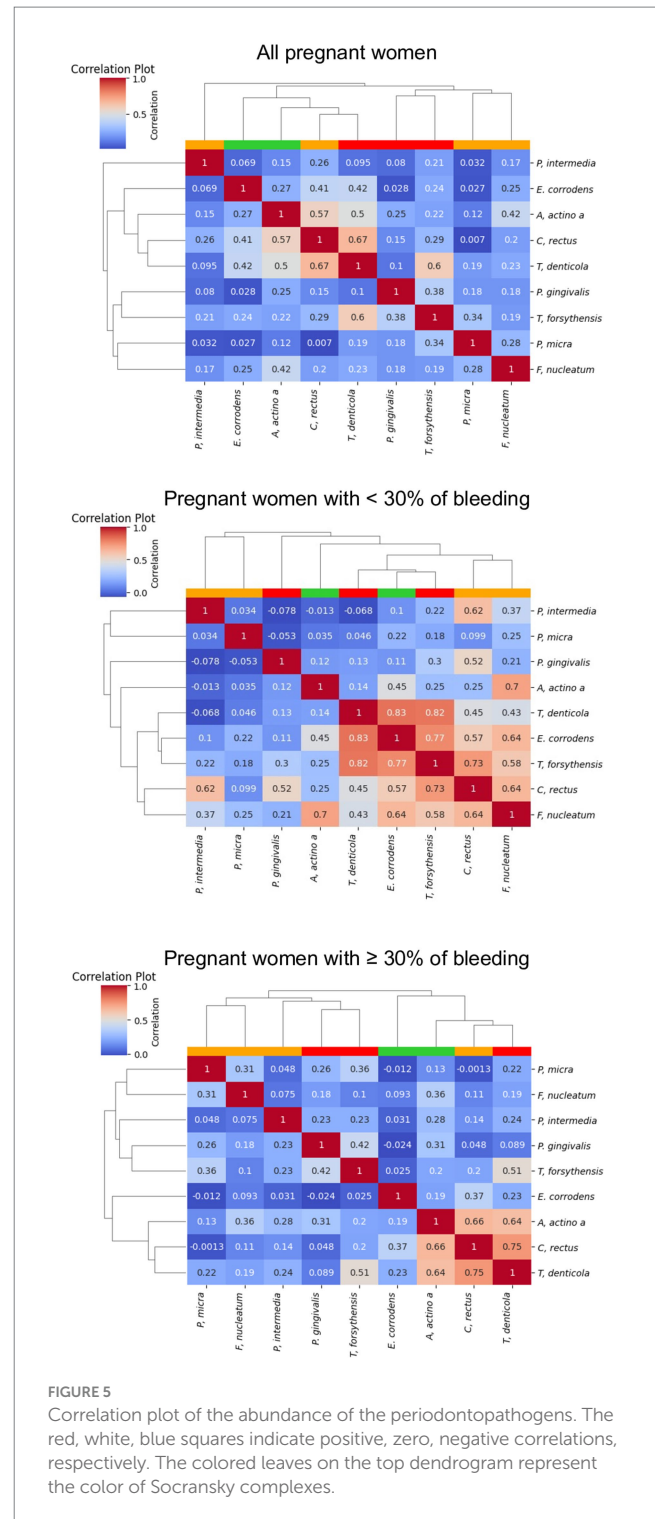 All pregnant women
Correlation Plot
1.0
0.5
Correlation
1 0.069 0.15 0.26 0.095 0.08 0.21 0.032 0.17 P, intermedia
0.069 1 0.27 0.41 0.42 0.028 0.24 0.027 0.25 E. corrodens
0.15 0.27 1 0.57 0.5 0.25 0.22 0.12 0.42 A, actino a
0.26 0.41 0.57 1 0.67 0.15 0.29 0.007 0.2 C, rectus
0.095 0.42 0.5 0.67 1 0.1 0.6 0.19 0.23 T, denticola
0.08 0.028 0.25 0.15 0.1 1 0.38 0.18 0.18 P. gingivalis
0.21 0.24 0.22 0.29 0.6 0.38 1 0.34 0.19 T, forsythensis
0.032 0.027 0.12 0.007 0.19 0.18 0.34 1 0.28 P, micra
0.17 0.25 0.42 0.2 0.23 0.18 0.19 0.28 1 F, nucleatum
P, intermedia E. corrodens A, actino a C, rectus T, denticola P. gingivalis T, forsythensis P, micra F, nucleatum
Pregnant women with < 30% of bleeding
Correlation Plot
1.0
0.5
0.0
Correlation
1 0.034 -0.078 -0.013 -0.068 0.1 0.22 0.62 0.37 P, intermedia
0.034 1 -0.053 0.035 0.046 0.22 0.18 0.099 0.25 P, micra
-0.078 -0.053 1 0.12 0.13 0.11 0.3 0.52 0.21 P. gingivalis
-0.013 0.035 0.12 1 0.14 0.45 0.25 0.25 0.7 A, actino a
-0.068 0.046 0.13 0.14 1 0.83 0.82 0.45 0.43 T, denticola
0.1 0.22 0.11 0.45 0.83 1 0.77 0.57 0.64 E. corrodens
0.22 0.18 0.3 0.25 0.82 0.77 1 0.73 0.58 T, forsythensis
0.62 0.099 0.52 0.25 0.45 0.57 0.73 1 0.64 C, rectus
0.37 0.25 0.21 0.7 0.43 0.64 0.58 0.64 1 F, nucleatum
P, intermedia P, micra P. gingivalis A, actino a T, denticola E. corrodens T, forsythensis C, rectus F, nucleatum
Pregnant women with ≥ 30% of bleeding
Correlation Plot
1.0
0.5
0.0
Correlation
1 0.31 0.048 0.26 0.36 -0.012 0.13 -0.0013 0.22 P, micra
0.31 1 0.075 0.18 0.1 0.093 0.36 0.11 0.19 F, nucleatum
0.048 0.075 1 0.23 0.23 0.031 0.28 0.14 0.24 P, intermedia
0.26 0.18 0.23 1 0.42 -0.024 0.31 0.048 0.089 P. gingivalis
0.36 0.1 0.23 0.42 1 0.025 0.2 0.2 0.51 T, forsythensis
-0.012 0.093 0.031 -0.024 0.025 1 0.19 0.37 0.23 E. corrodens
0.13 0.36 0.28 0.31 0.2 0.19 1 0.66 0.64 A, actino a
-0.0013 0.11 0.14 0.048 0.2 0.37 0.66 1 0.75 C, rectus
0.22 0.19 0.24 0.089 0.51 0.23 0.64 0.75 1 T, denticola
P, micra F, nucleatum P, intermedia P. gingivalis T, forsythensis E. corrodens A, actino a C, rectus T, denticola
FIGURE 5
Correlation plot of the abundance of the periodontopathogens. The
red, white, blue squares indicate positive, zero, negative correlations,
respectively. The colored leaves on the top dendrogram represent
the color of Socransky complexes.